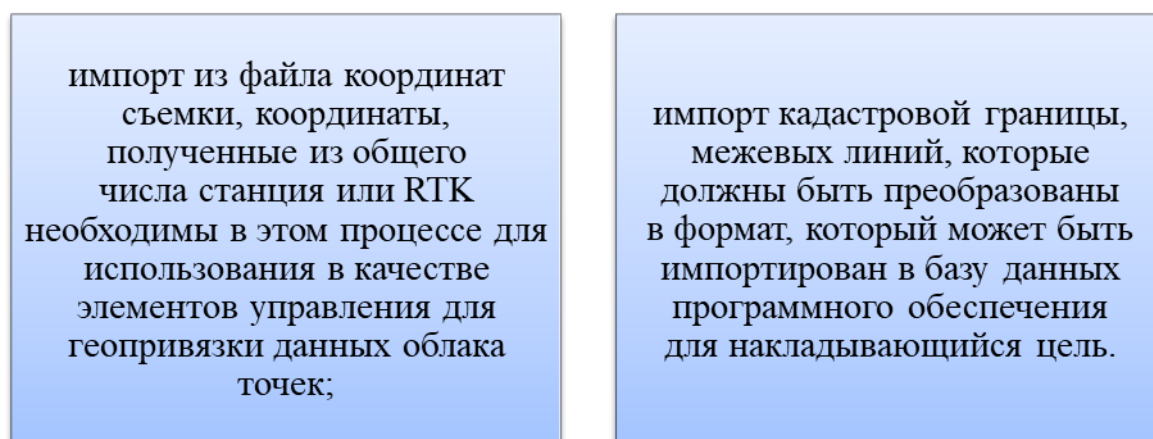 импорт из файла координат
съемки, координаты,
полученные из общего
числа станция или RTK
необходимы в этом процессе для
использования в качестве
элементов управления для
геопривязки данных облака
точек;
импорт кадастровой границы,
межевых линий, которые
должны быть преобразованы
в формат, который может быть
импортирован в базу данных
программного обеспечения
для накладывающийся цель.